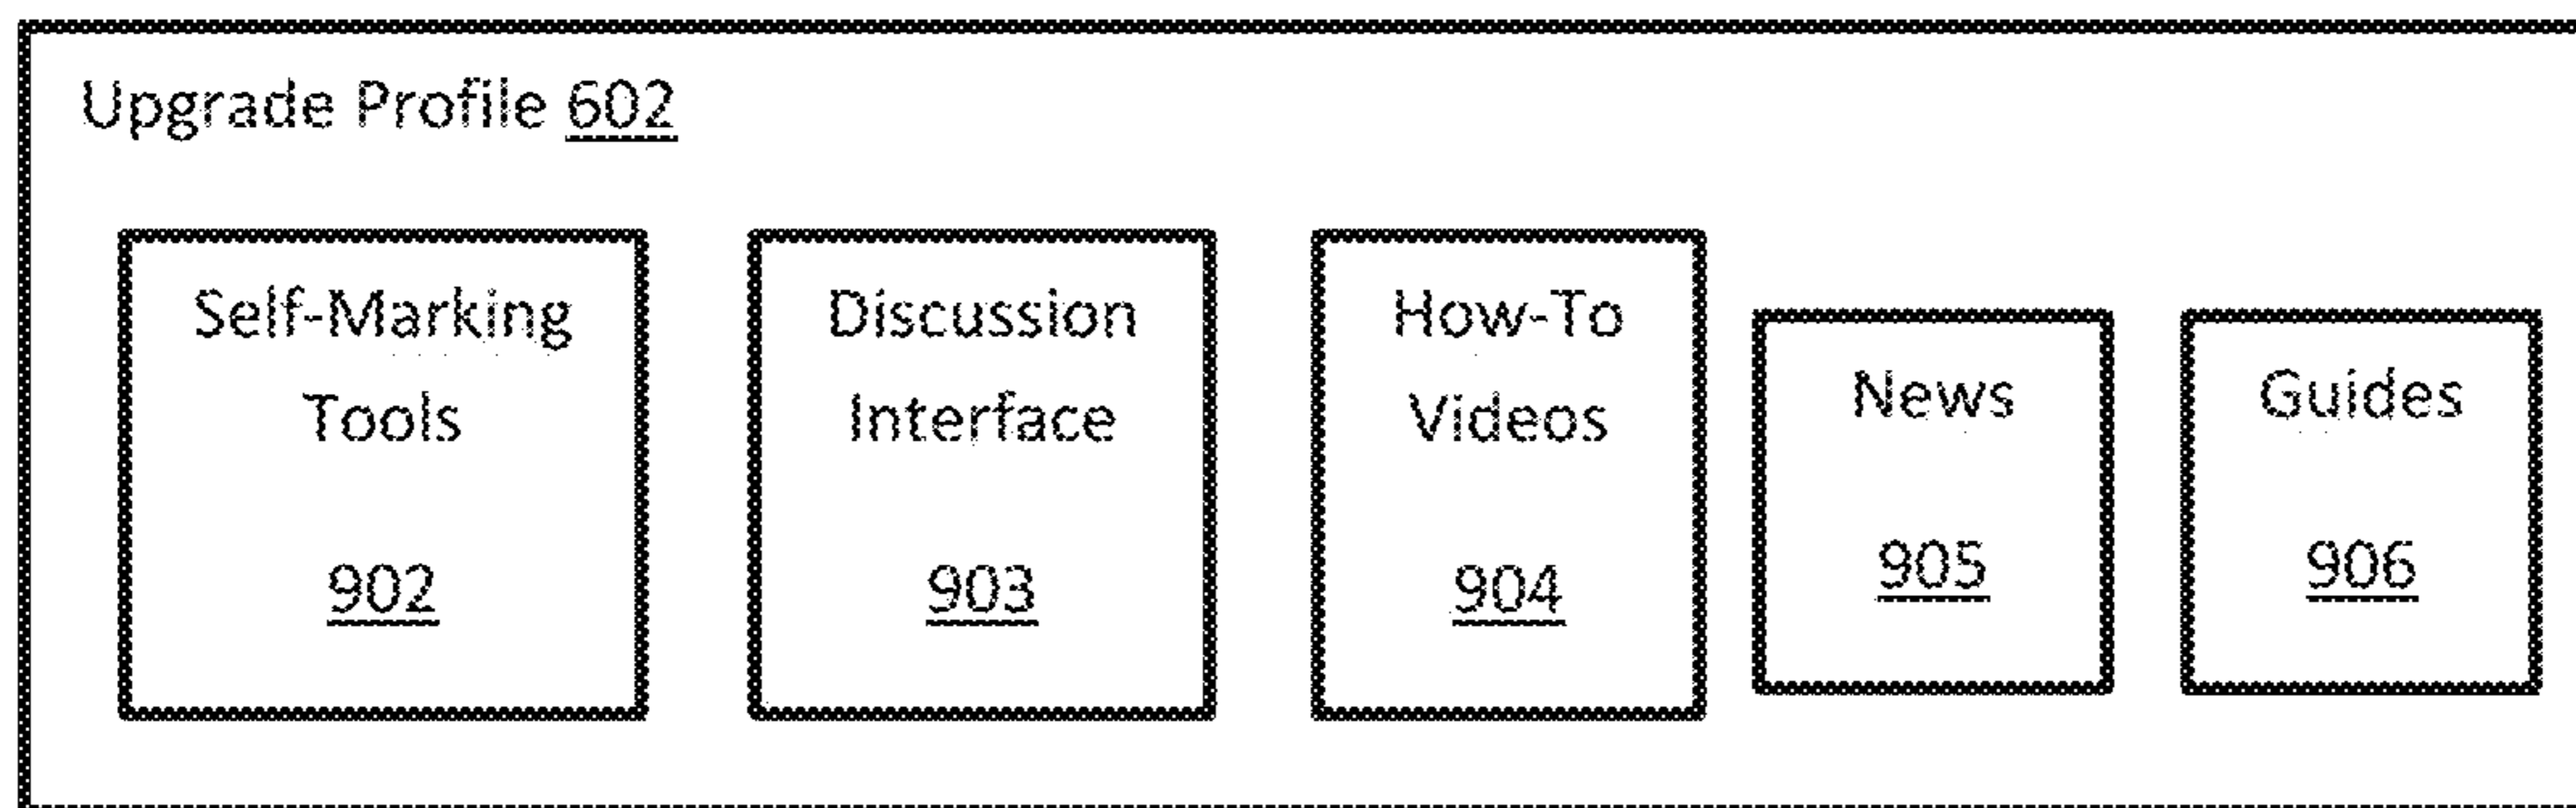 Upgrade Profile 602
Self-Marking
Tools
902
Discussion
Interface
903
How-To
Videos
904
News
905
Guides
906